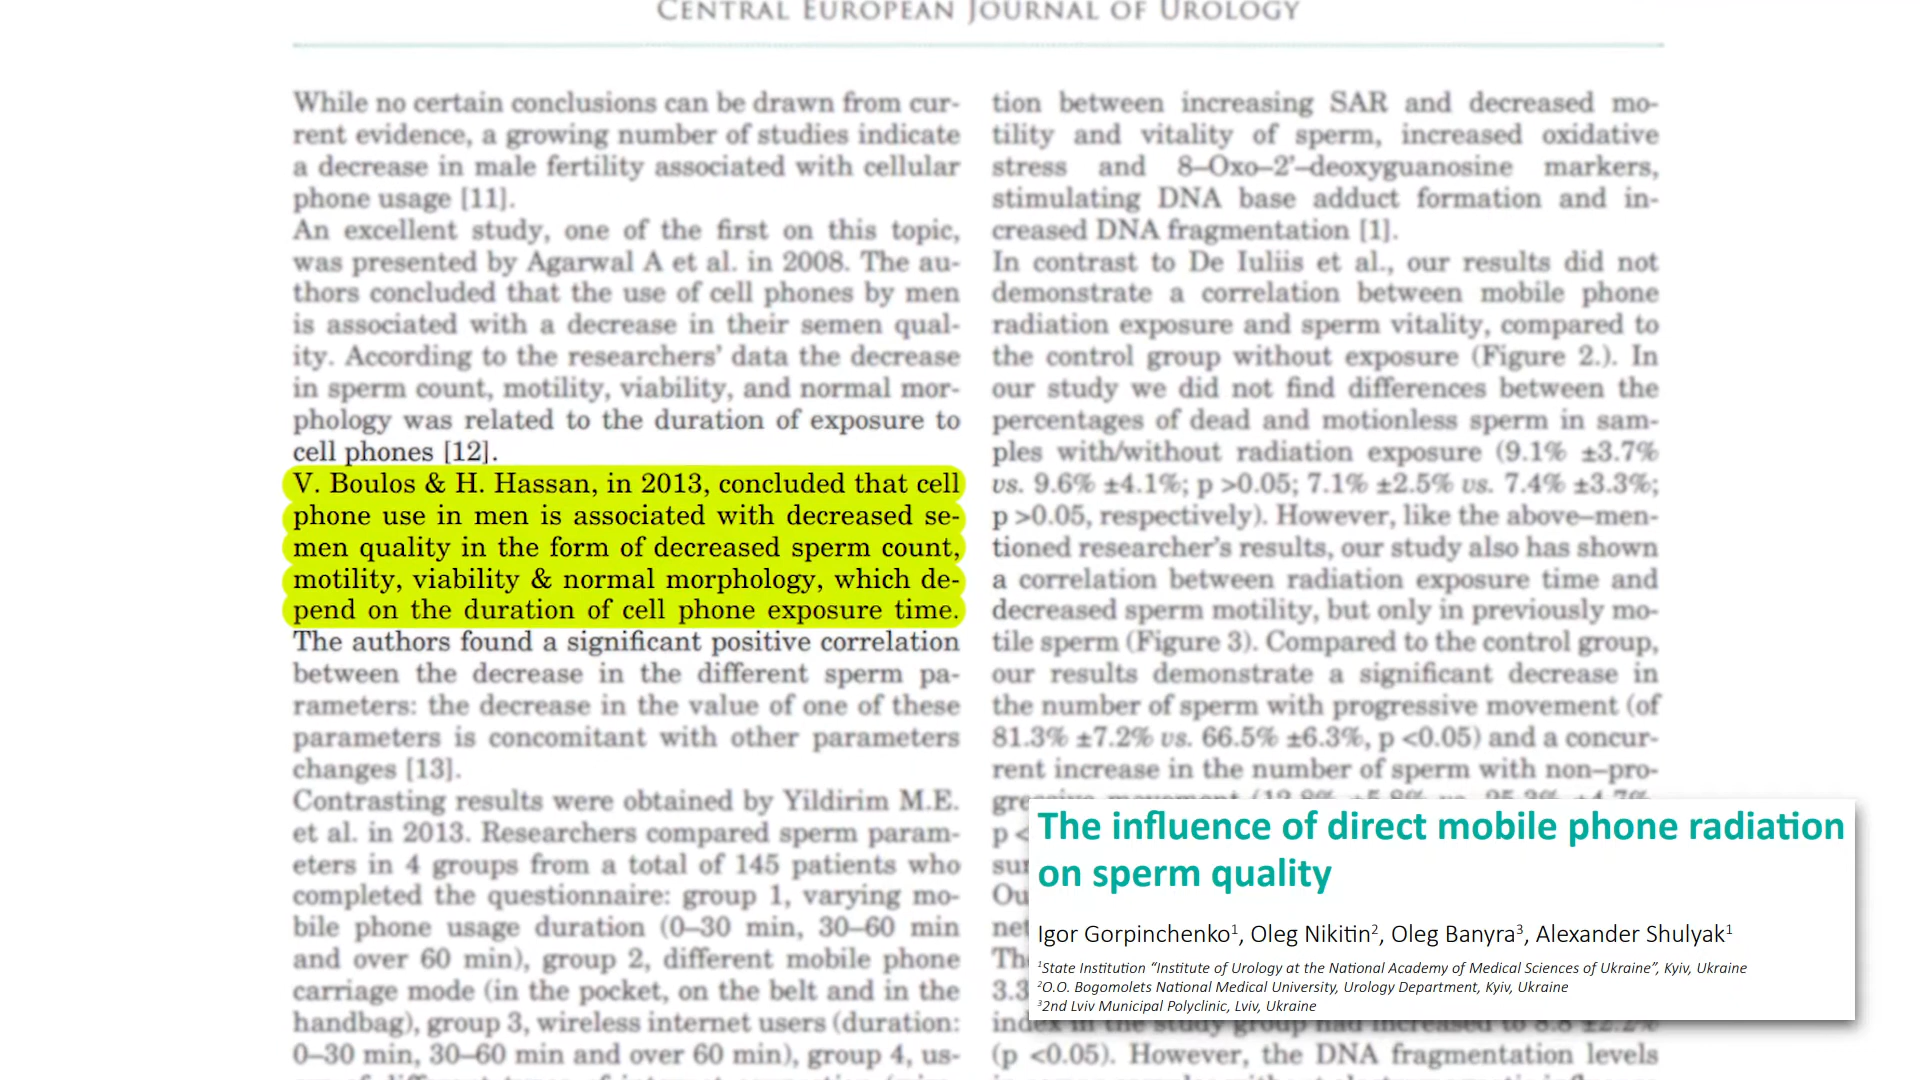 CENTRAL EUROPEAN JOURNAL OF UROLOGY
While no certain conclusions can be drawn from cur-
rent evidence, a growing number of studies indicate
a decrease in male fertility associated with cellular
phone usage [11].
An excellent study, one of the first on this topic,
was presented by Agarwal A et al. in 2008. The au-
thors concluded that the use of cell phones by men
is associated with a decrease in their semen qual-
ity. According to the researchers' data the decrease
in sperm count, motility, viability, and normal mor-
phology was related to the duration of exposure to
cell phones [12].
V. Boulos & H. Hassan, in 2013, concluded that cell
phone use in men is associated with decreased se-
men quality in the form of decreased sperm count,
motility, viability & normal morphology, which de-
pend on the duration of cell phone exposure time.
The authors found a significant positive correlation
between the decrease in the different sperm pa-
rameters: the decrease in the value of one of these
parameters is concomitant with other parameters
changes [13].
Contrasting results were obtained by Yildirim M.E.
et al. in 2013. Researchers compared sperm param-
eters in 4 groups from a total of 145 patients who
completed the questionnaire: group 1, varying mo-
bile phone usage duration (0–30 min, 30–60 min
and over 60 min), group 2, different mobile phone
carriage mode (in the pocket, on the belt and in the
handbag), group 3, wireless internet users (duration:
0–30 min, 30–60 min and over 60 min), group 4, us-
tion between increasing SAR and decreased mo-
tility and vitality of sperm, increased oxidative
stress and 8–Oxo–2'–deoxyguanosine markers,
stimulating DNA base adduct formation and in-
creased DNA fragmentation [1].
In contrast to De Iuliis et al., our results did not
demonstrate a correlation between mobile phone
radiation exposure and sperm vitality, compared to
the control group without exposure (Figure 2.). In
our study we did not find differences between the
percentages of dead and motionless sperm in sam-
ples with/without radiation exposure (9.1% ±3.7%
vs. 9.6% ±4.1%; p >0.05; 7.1% ±2.5% vs. 7.4% ±3.3%;
p >0.05, respectively). However, like the above–men-
tioned researcher's results, our study also has shown
a correlation between radiation exposure time and
decreased sperm motility, but only in previously mo-
tile sperm (Figure 3). Compared to the control group,
our results demonstrate a significant decrease in
the number of sperm with progressive movement (of
81.3% ±7.2% vs. 66.5% ±6.3%, p <0.05) and a concur-
rent increase in the number of sperm with non–pro-
p <
3.3
index in the study group had increased to 8.8 ±2.2%
(p <0.05). However, the DNA fragmentation levels
The influence of direct mobile phone radiation
on sperm quality
Igor Gorpinchenko1, Oleg Nikitin2, Oleg Banyra3, Alexander Shulyak1
1State Institution "Institute of Urology at the National Academy of Medical Sciences of Ukraine", Kyiv, Ukraine
2O.O. Bogomolets National Medical University, Urology Department, Kyiv, Ukraine
32nd Lviv Municipal Polyclinic, Lviv, Ukraine